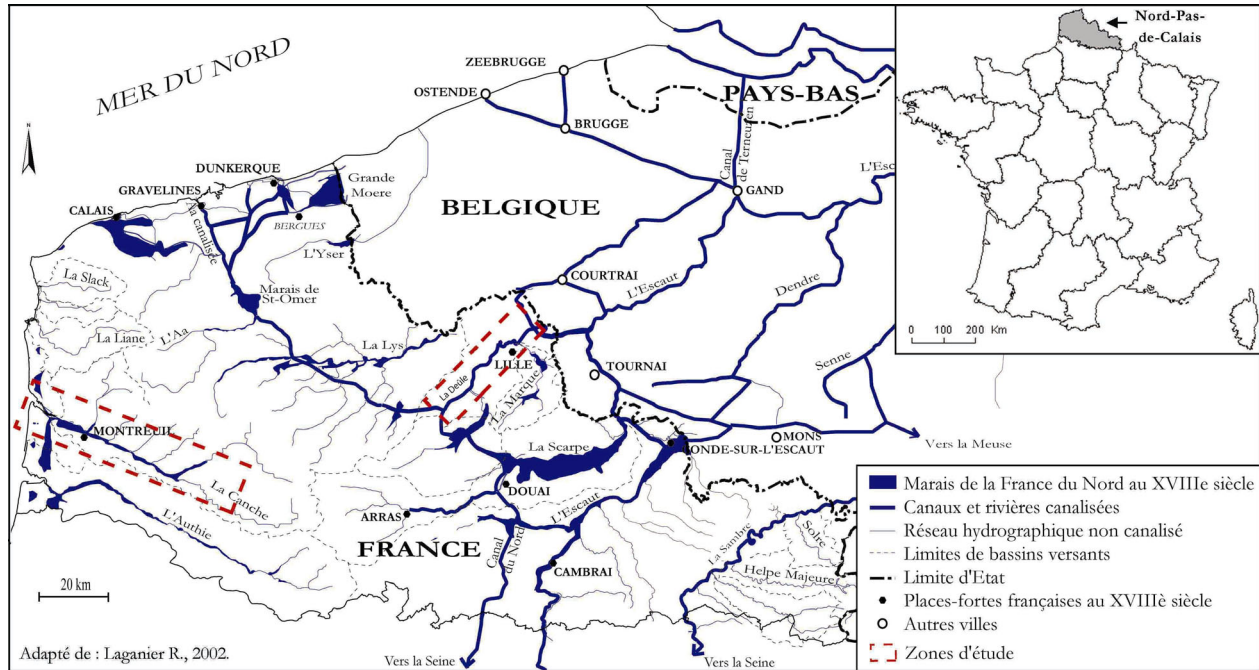 MER DU NORD
ZEEBRUGGE
OSTENDE
BRUGGE
PAYS-BAS
Canal
de Terneuzen
L'Esc
DUNKERQUE
Grande
Moere
GRAVELINES
CALAIS
Aa canalisée
BERGUES
BELGIQUE
GAND
L'Yser
La Slack
Marais de
St-Omer
COURTRAI
L'Escaut
Dendre
La Liane
L'Aa
La Lys
LILLE
La Deûle
La Marque
TOURNAI
Senne
MONTREUIL
MONS
Vers la Meuse
ONDE-SUR-L'ESCAUT
La Scarpe
La Canche
DOUAI
L'Authie
ARRAS
L'Escaut
FRANCE
Canal
du Nord
CAMBRAI
La Sambre
Solre
Helpe Majeure
20 km
Adapté de : Laganier R., 2002.
Vers la Seine
Vers la Seine
Nord-Pas-
de-Calais
0 100 200 Km
Marais de la France du Nord au XVIIIe siècle
Canaux et rivières canalisées
Réseau hydrographique non canalisé
Limites de bassins versants
Limite d'Etat
Places-fortes françaises au XVIIIè siècle
Autres villes
Zones d'étude